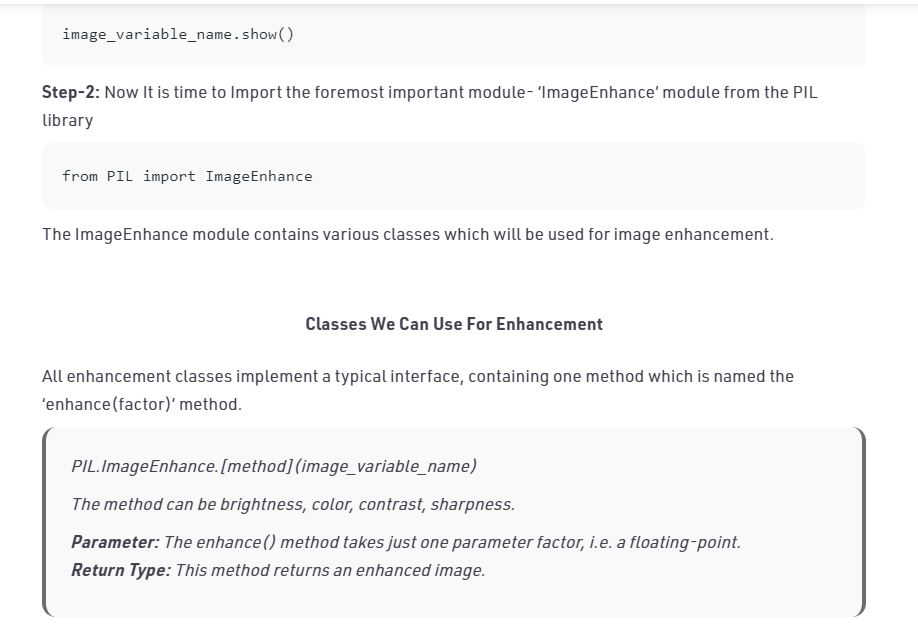 image_variable_name.show()
Step-2: Now It is time to Import the foremost important module- ‘ImageEnhance’ module from the PIL
library
from PIL import ImageEnhance
The ImageEnhance module contains various classes which will be used for image enhancement.
Classes We Can Use For Enhancement
All enhancement classes implement a typical interface, containing one method which is named the
‘enhance(factor)’ method.
PIL.ImageEnhance.[method](image_variable_name)
The method can be brightness, color, contrast, sharpness.
Parameter: The enhance() method takes just one parameter factor, i.e. a floating-point.
Return Type: This method returns an enhanced image.